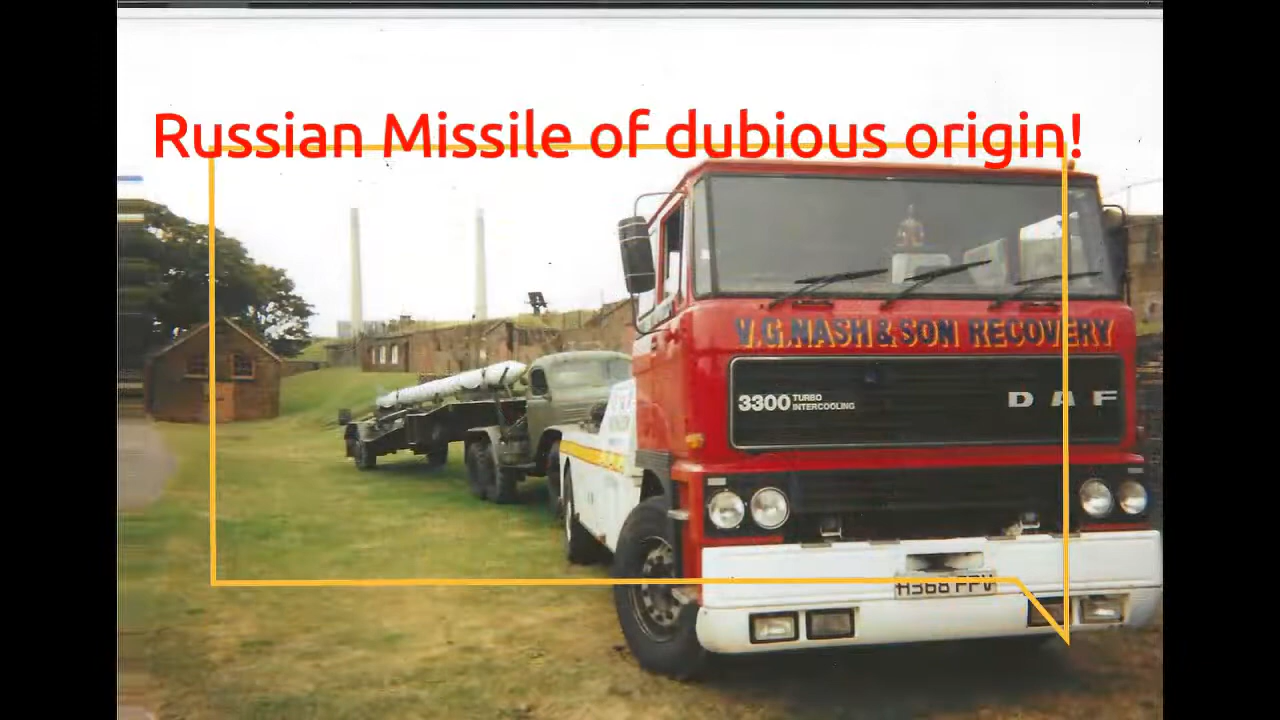 Russian Missile of dubious origin!
V.G.NASH & SON RECOVERY
3300 TURBO INTERCOOLING
DAF
H368 FPV